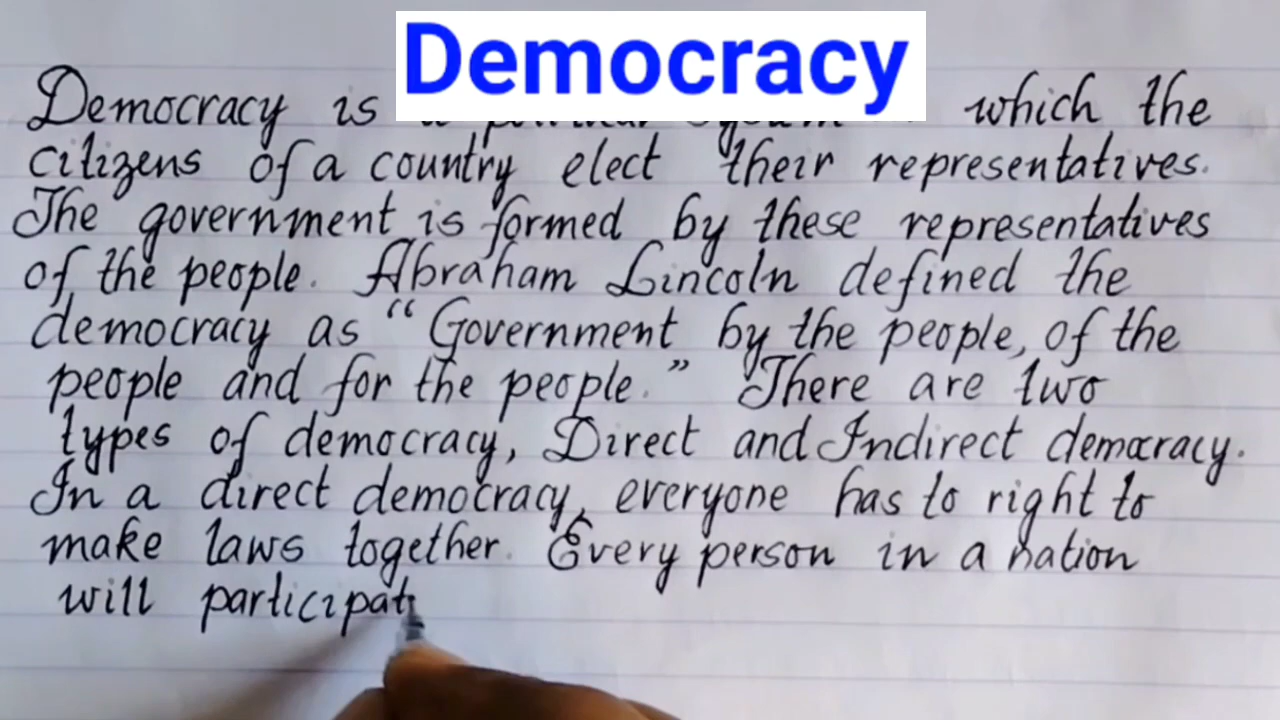 Democracy
Democracy is a political system in which the
citizens of a country elect their representatives.
The government is formed by these representatives
of the people. Abraham Lincoln defined the
democracy as “Government by the people, of the
people and for the people.” There are two
types of democracy, Direct and Indirect democracy.
In a direct democracy, everyone has to right to
make laws together. Every person in a nation
will participat